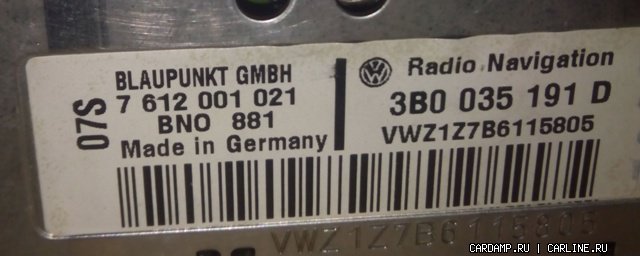 07S
BLAUPUNKT GMBH
7 612 001 021
BNO 881
Made in Germany
Radio Navigation
3B0 035 191 D
VWZ1Z7B6115805
VWZ1Z7B6115805
CARDAMP.RU | CARLINE.RU